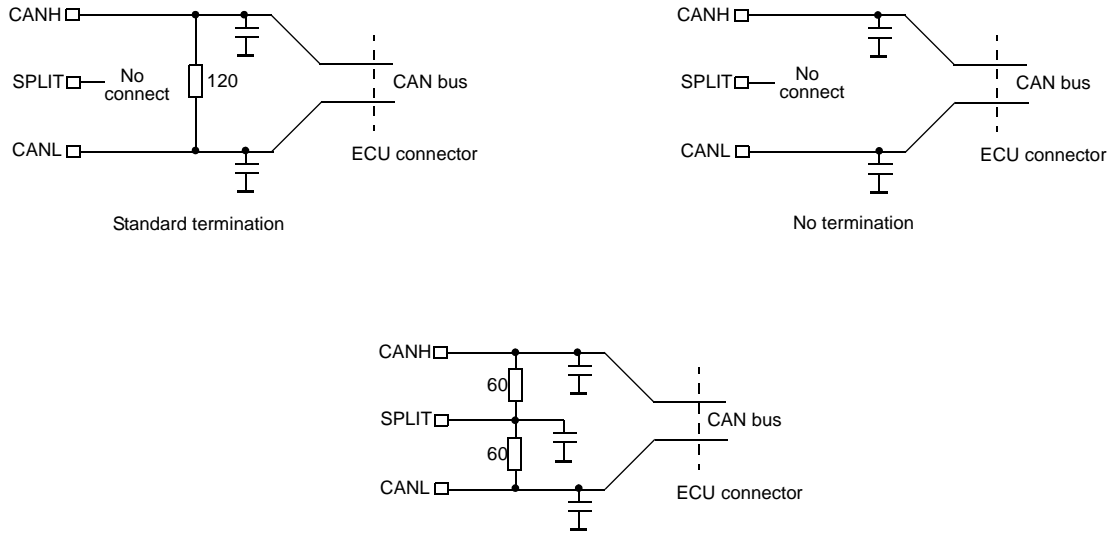 CANH
SPLIT
No
connect
120
CANL
CAN bus
ECU connector
Standard termination
CANH
SPLIT
No
connect
CANL
CAN bus
ECU connector
No termination
CANH
60
SPLIT
60
CANL
CAN bus
ECU connector